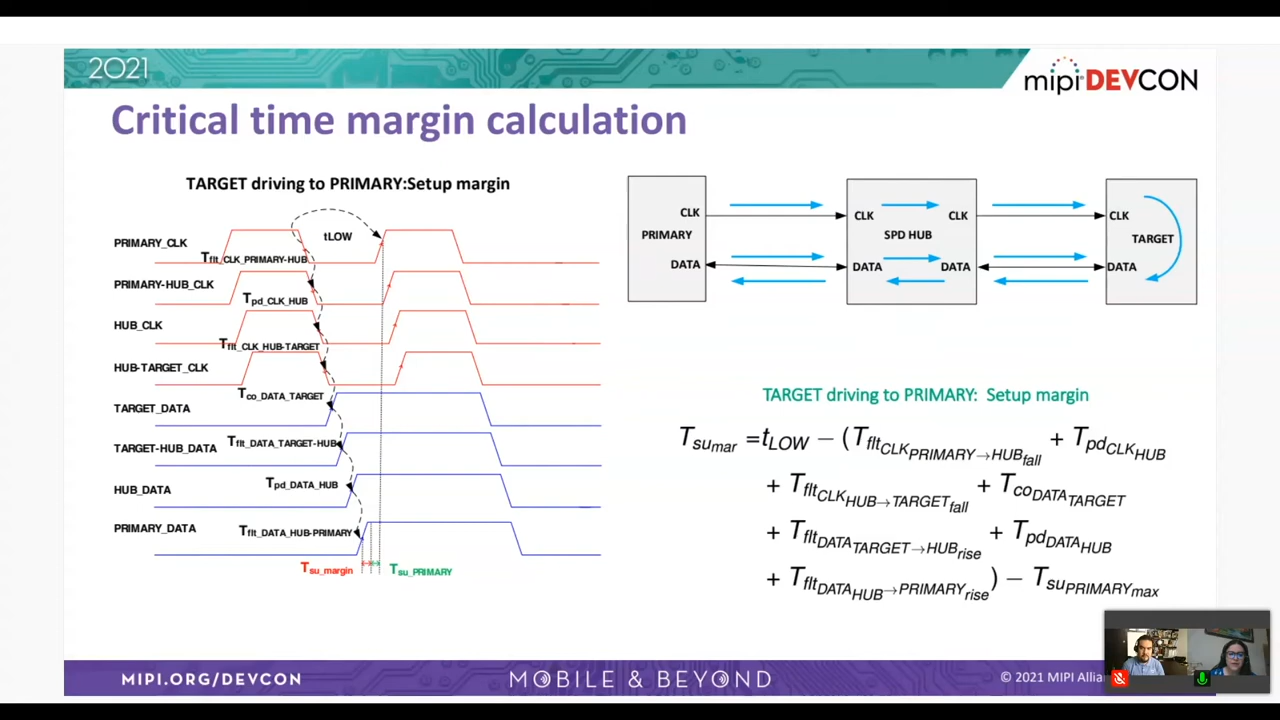 2021
mipi DEVCON
Critical time margin calculation
TARGET driving to PRIMARY:Setup margin
PRIMARY_CLK
tLOW
Tflt_CLK_PRIMARY-HUB
PRIMARY-HUB_CLK
Tpd_CLK_HUB
HUB_CLK
Tflt_CLK_HUB-TARGET
HUB-TARGET_CLK
Tco_DATA_TARGET
TARGET_DATA
Tflt_DATA_TARGET-HUB
TARGET-HUB_DATA
Tpd_DATA_HUB
HUB_DATA
PRIMARY_DATA
Tflt_DATA_HUB-PRIMARY
Tsu_margin
Tsu_PRIMARY
CLK
PRIMARY
DATA
CLK CLK
SPD HUB
DATA DATA
CLK
TARGET
DATA
TARGET driving to PRIMARY: Setup margin
Tsumar =tLOW − (TfltCLKPRIMARY→HUBfall + TpdCLKHUB
+ TfltCLKHUB→TARGETfall + TcoDATATARGET
+ TfltDATATARGET→HUBrise + TpdDATAHUB
+ TfltDATAHUB→PRIMARYrise) − TsuPRIMARYmax
MIPI.ORG/DEVCON
MOBILE & BEYOND
© 2021 MIPI Allian